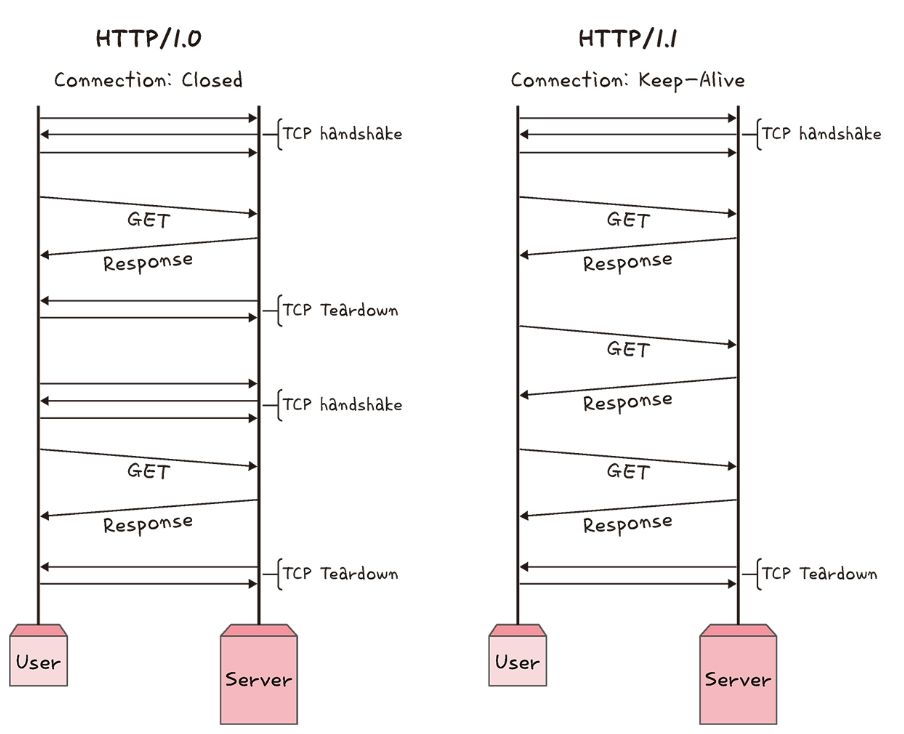 HTTP/1.0
Connection: Closed
TCP handshake
GET
Response
TCP Teardown
TCP handshake
GET
Response
TCP Teardown
User
Server
HTTP/1.1
Connection: Keep-Alive
TCP handshake
GET
Response
GET
Response
GET
Response
TCP Teardown
User
Server